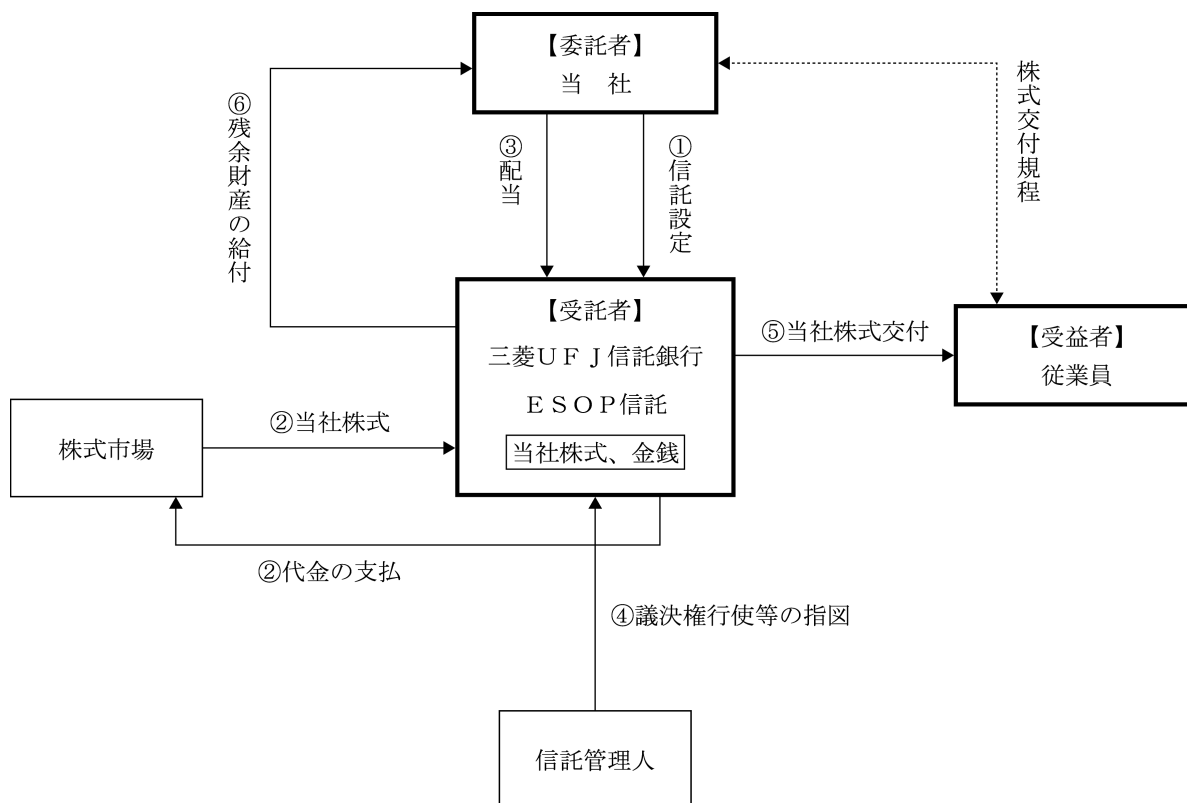 【委託者】
当　社
株式交付規程
⑥残余財産の給付
③配当
①信託設定
【受託者】
三菱ＵＦＪ信託銀行
ＥＳＯＰ信託
当社株式、金銭
⑤当社株式交付
【受益者】
従業員
②当社株式
株式市場
②代金の支払
④議決権行使等の指図
信託管理人